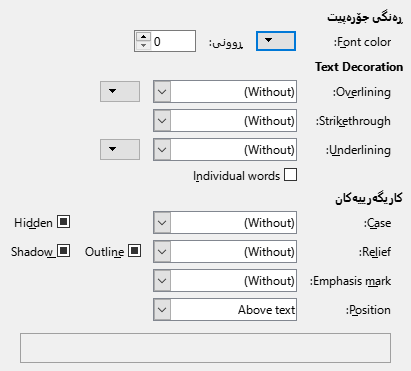 ڕەنگی جۆرەپیت
Font color: ڕوونی: 0
Text Decoration
Overlining: (Without)
Strikethrough: (Without)
Underlining: (Without)
Individual words
کاریگەرییەکان
Case: (Without) Hidden
Relief: (Without) Outline Shadow
Emphasis mark: (Without)
Position: Above text